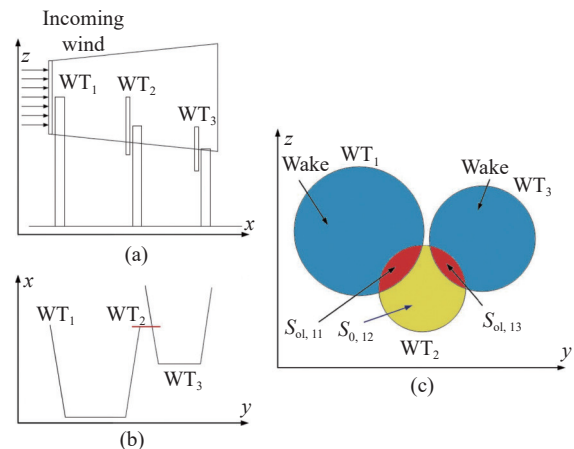 Incoming
wind
z
WT1
WT2
WT3
x
(a)
x
WT1
WT2
WT3
y
(b)
z
Wake
WT1
Wake
WT3
Sol, 11
S0, 12
Sol, 13
WT2
y
(c)